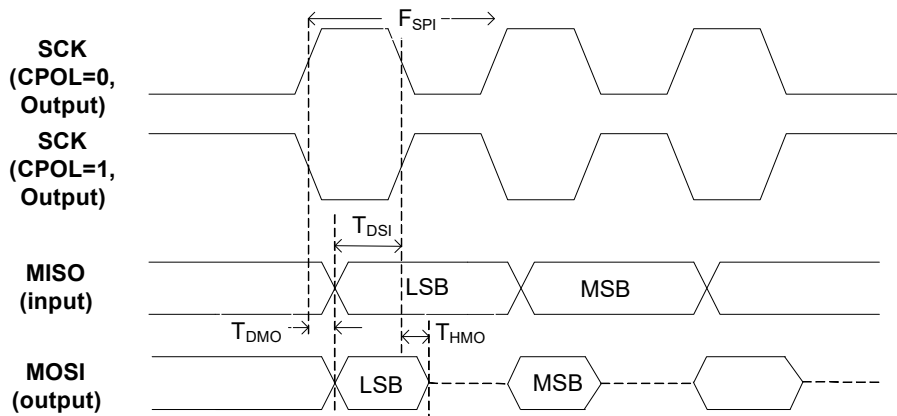 F_SPI
SCK
(CPOL=0,
Output)
SCK
(CPOL=1,
Output)
T_DSI
MISO
(input)
LSB
MSB
T_DMO
T_HMO
MOSI
(output)
LSB
MSB